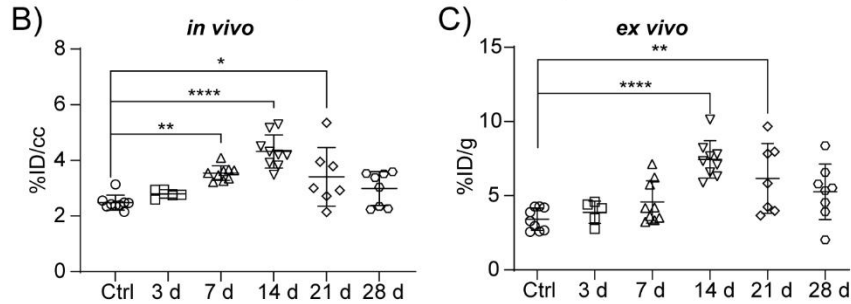 B) in vivo
%ID/cc
8
6
4
2
0
*
****
**
Ctrl 3 d 7 d 14 d 21 d 28 d
C) ex vivo
%ID/g
15
10
5
0
**
****
Ctrl 3 d 7 d 14 d 21 d 28 d